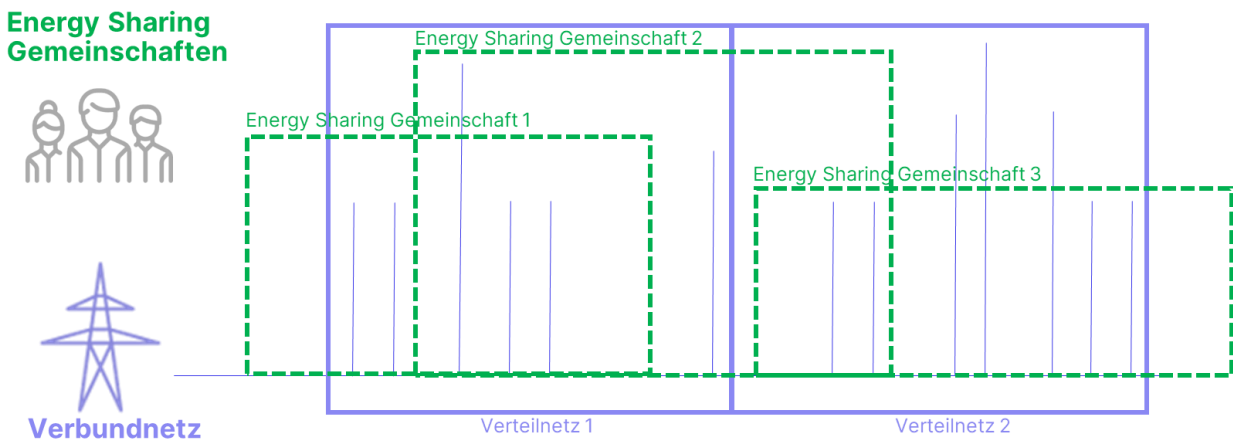 Energy Sharing
Gemeinschaften
Energy Sharing Gemeinschaft 2
Energy Sharing Gemeinschaft 1
Energy Sharing Gemeinschaft 3
Verbundnetz
Verteilnetz 1
Verteilnetz 2